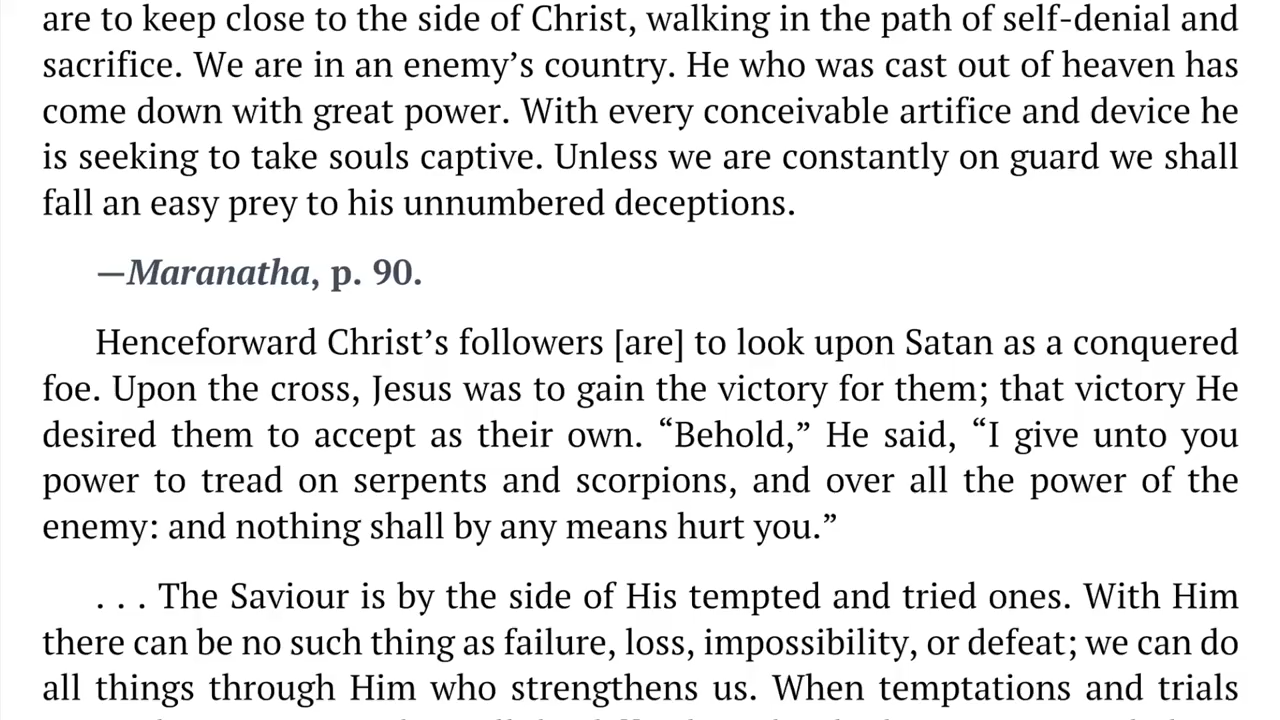 are to keep close to the side of Christ, walking in the path of self-denial and
sacrifice. We are in an enemy’s country. He who was cast out of heaven has
come down with great power. With every conceivable artifice and device he
is seeking to take souls captive. Unless we are constantly on guard we shall
fall an easy prey to his unnumbered deceptions.
—Maranatha, p. 90.
Henceforward Christ’s followers [are] to look upon Satan as a conquered
foe. Upon the cross, Jesus was to gain the victory for them; that victory He
desired them to accept as their own. “Behold,” He said, “I give unto you
power to tread on serpents and scorpions, and over all the power of the
enemy: and nothing shall by any means hurt you.”
. . . The Saviour is by the side of His tempted and tried ones. With Him
there can be no such thing as failure, loss, impossibility, or defeat; we can do
all things through Him who strengthens us. When temptations and trials